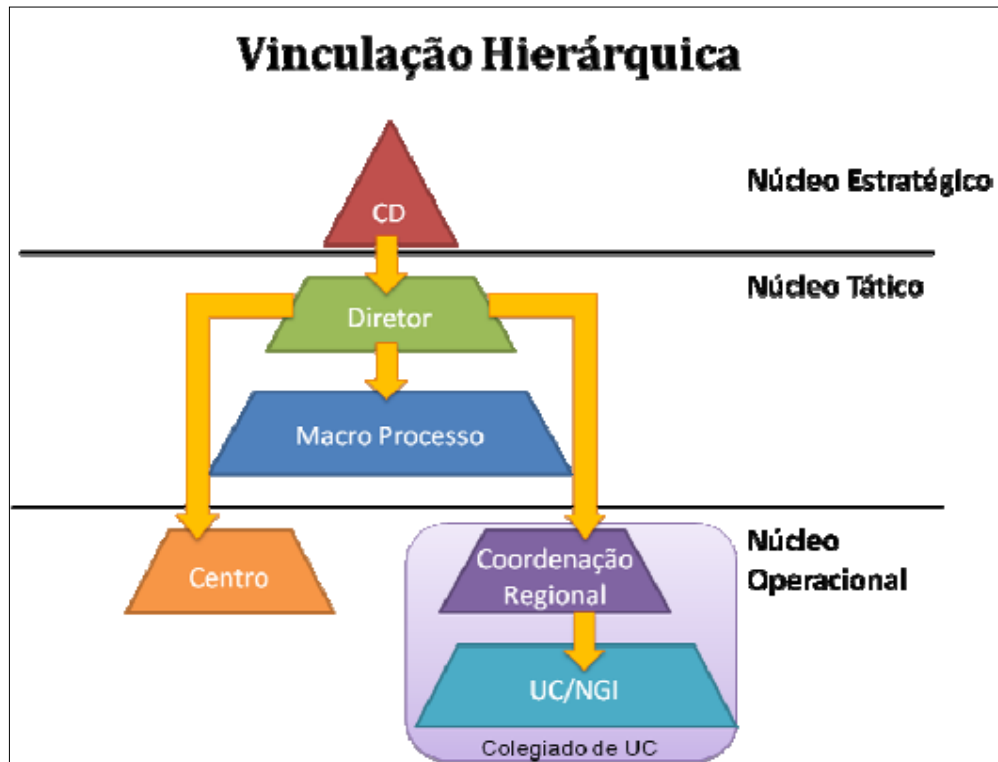 Vinculação Hierárquica
Núcleo Estratégico
CD
Núcleo Tático
Diretor
Macro Processo
Núcleo
Operacional
Centro
Coordenação
Regional
UC/NGI
Colegiado de UC